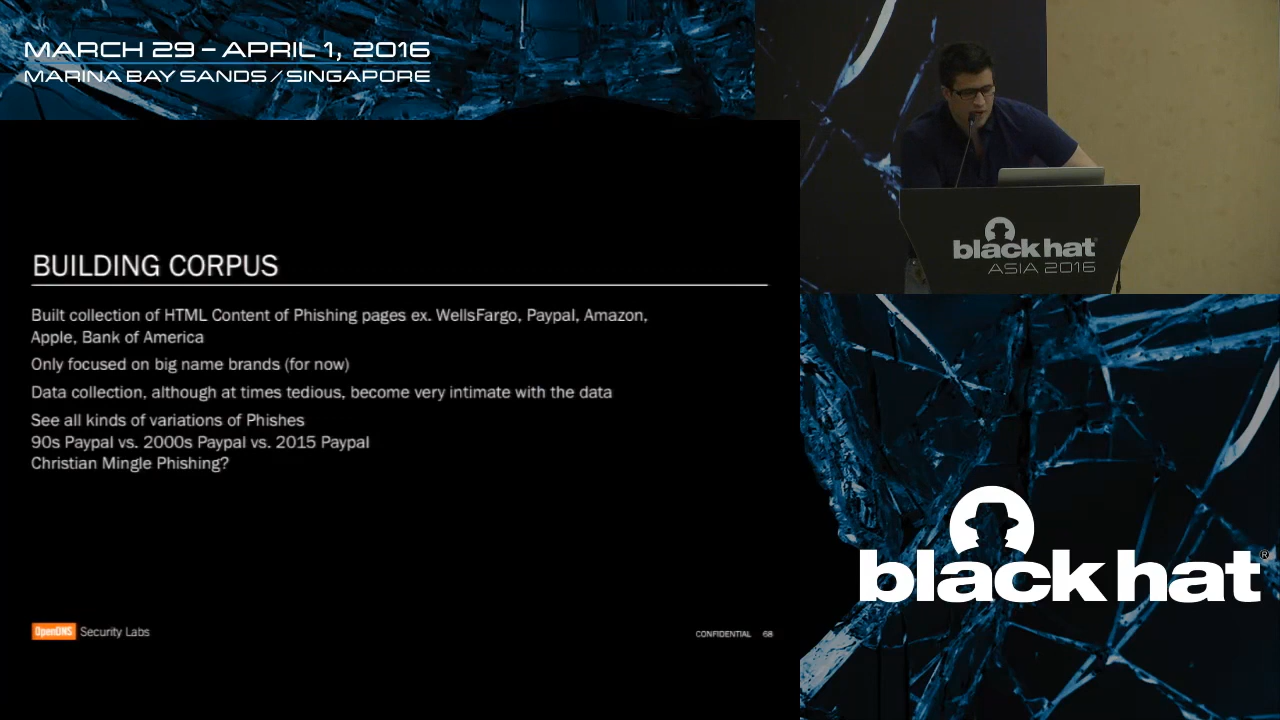 MARCH 29 – APRIL 1, 2016
MARINA BAY SANDS / SINGAPORE
BUILDING CORPUS
Built collection of HTML Content of Phishing pages ex. WellsFargo, Paypal, Amazon,
Apple, Bank of America
Only focused on big name brands (for now)
Data collection, although at times tedious, become very intimate with the data
See all kinds of variations of Phishes
90s Paypal vs. 2000s Paypal vs. 2015 Paypal
Christian Mingle Phishing?
OpenDNS Security Labs
CONFIDENTIAL 68
black hat
ASIA 2016
black hat®